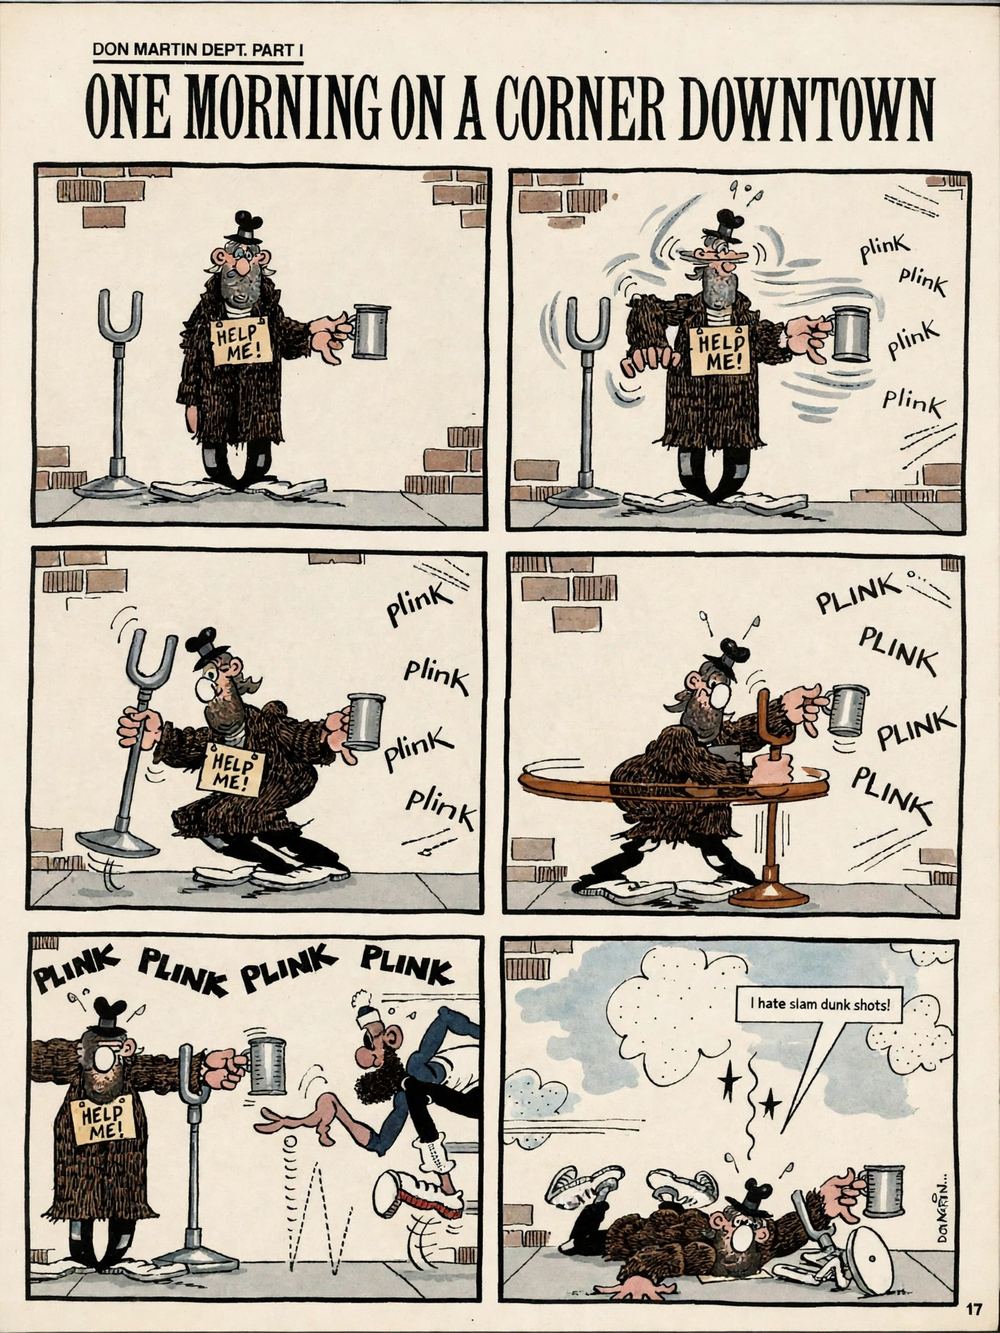 DON MARTIN DEPT. PART I
ONE MORNING ON A CORNER DOWNTOWN
HELP
ME!
plink
plink
plink
plink
HELP
ME!
plink
plink
plink
plink
HELP
ME!
PLINK
PLINK
PLINK
PLINK
PLINK PLINK PLINK PLINK
HELP
ME!
I hate slam dunk shots!
DON MARTIN...
17